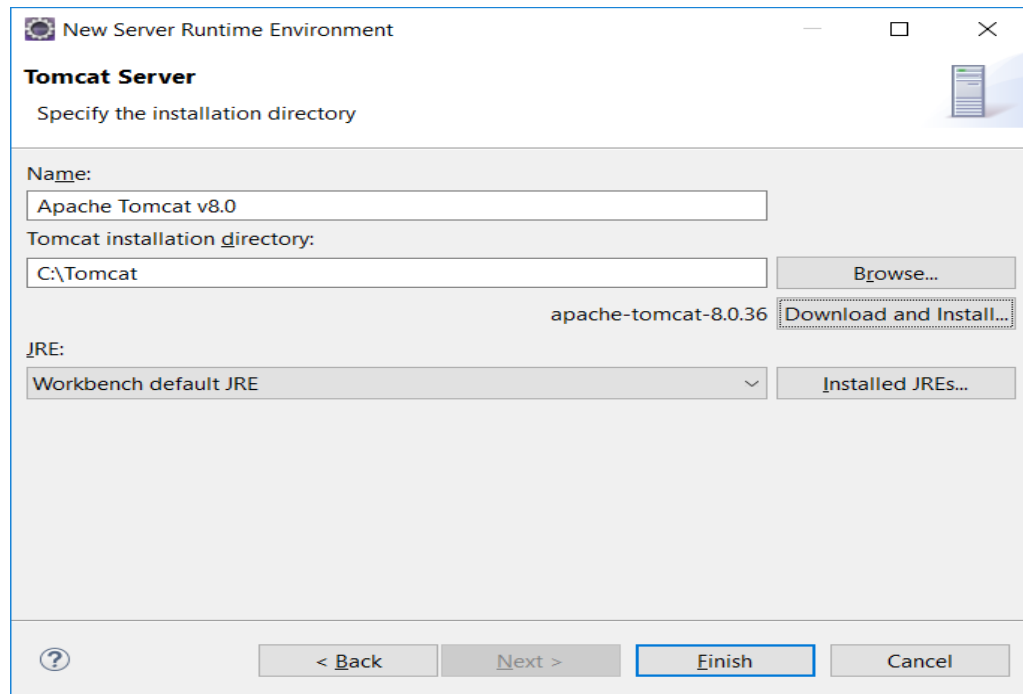 New Server Runtime Environment
Tomcat Server
Specify the installation directory
Name:
Apache Tomcat v8.0
Tomcat installation directory:
C:\Tomcat Browse...
apache-tomcat-8.0.36 Download and Install...
JRE:
Workbench default JRE Installed JREs...
? < Back Next > Finish Cancel